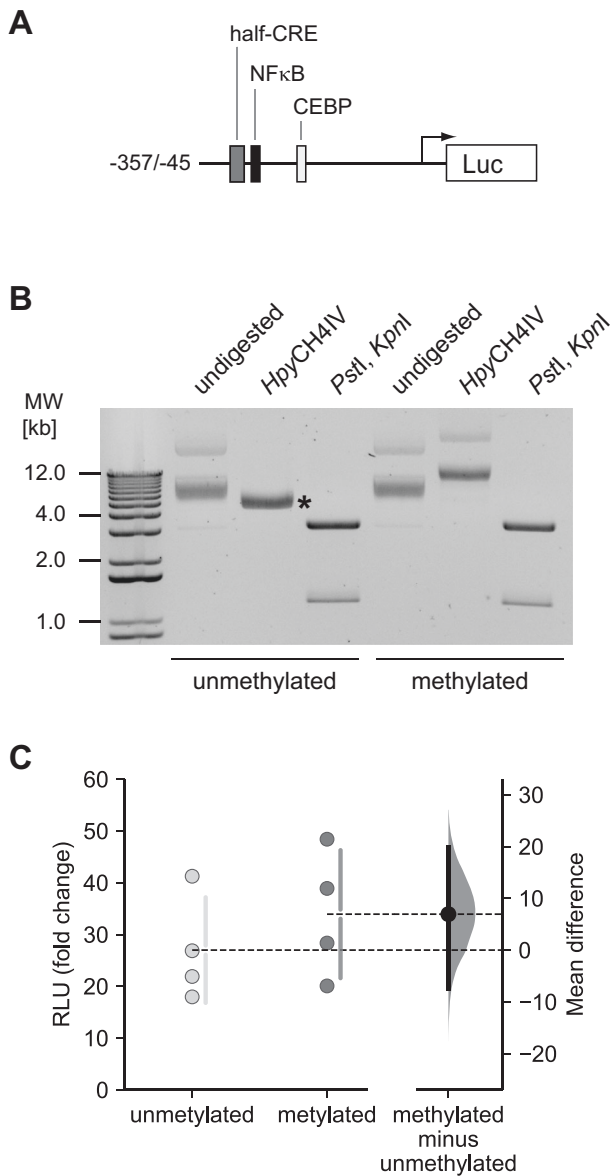 A
half-CRE
NFκB
CEBP
-357/-45
Luc
B
undigested
HpyCH4IV
PstI, KpnI
undigested
HpyCH4IV
PstI, KpnI
MW
[kb]
12.0
4.0
*
2.0
1.0
unmethylated
methylated
C
60
50
40
30
20
10
0
RLU (fold change)
30
20
10
0
−10
−20
Mean difference
unmetylated
metylated
methylated
minus
unmethylated